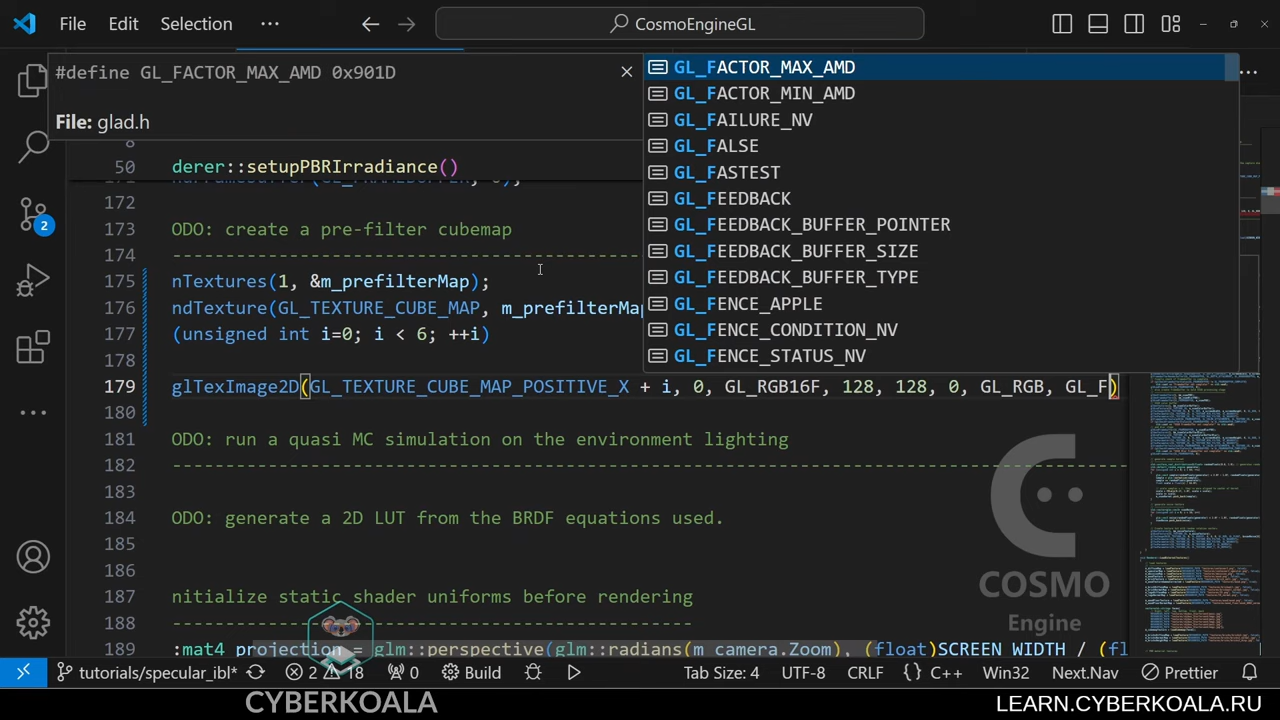 File Edit Selection ··· CosmoEngineGL
#define GL_FACTOR_MAX_AMD 0x901D
File: glad.h
GL_FACTOR_MAX_AMD
GL_FACTOR_MIN_AMD
GL_FAILURE_NV
GL_FALSE
GL_FASTEST
GL_FEEDBACK
GL_FEEDBACK_BUFFER_POINTER
GL_FEEDBACK_BUFFER_SIZE
GL_FEEDBACK_BUFFER_TYPE
GL_FENCE_APPLE
GL_FENCE_CONDITION_NV
GL_FENCE_STATUS_NV
8
50 derer::setupPBRIrradiance()
172
173 ODO: create a pre-filter cubemap
174 ----------------------------------------
175 nTextures(1, &m_prefilterMap);
176 ndTexture(GL_TEXTURE_CUBE_MAP, m_prefilterMap
177 (unsigned int i=0; i < 6; ++i)
178
179 glTexImage2D(GL_TEXTURE_CUBE_MAP_POSITIVE_X + i, 0, GL_RGB16F, 128, 128, 0, GL_RGB, GL_F)
180
181 ODO: run a quasi MC simulation on the environment lighting
182 ----------------------------------------------------------------------------------
183
184 ODO: generate a 2D LUT from the BRDF equations used.
185
186
187 nitialize static shader uniforms before rendering
188 -------------------------------------------------
189 :mat4 projection = glm::perspective(glm::radians(m_camera.Zoom), (float)SCREEN_WIDTH / (fl
COSMO
Engine
2
tutorials/specular_ibl* 2 18 0 Build Tab Size: 4 UTF-8 CRLF {} C++ Win32 Next.Nav Prettier
CYBERKOALA
LEARN.CYBERKOALA.RU